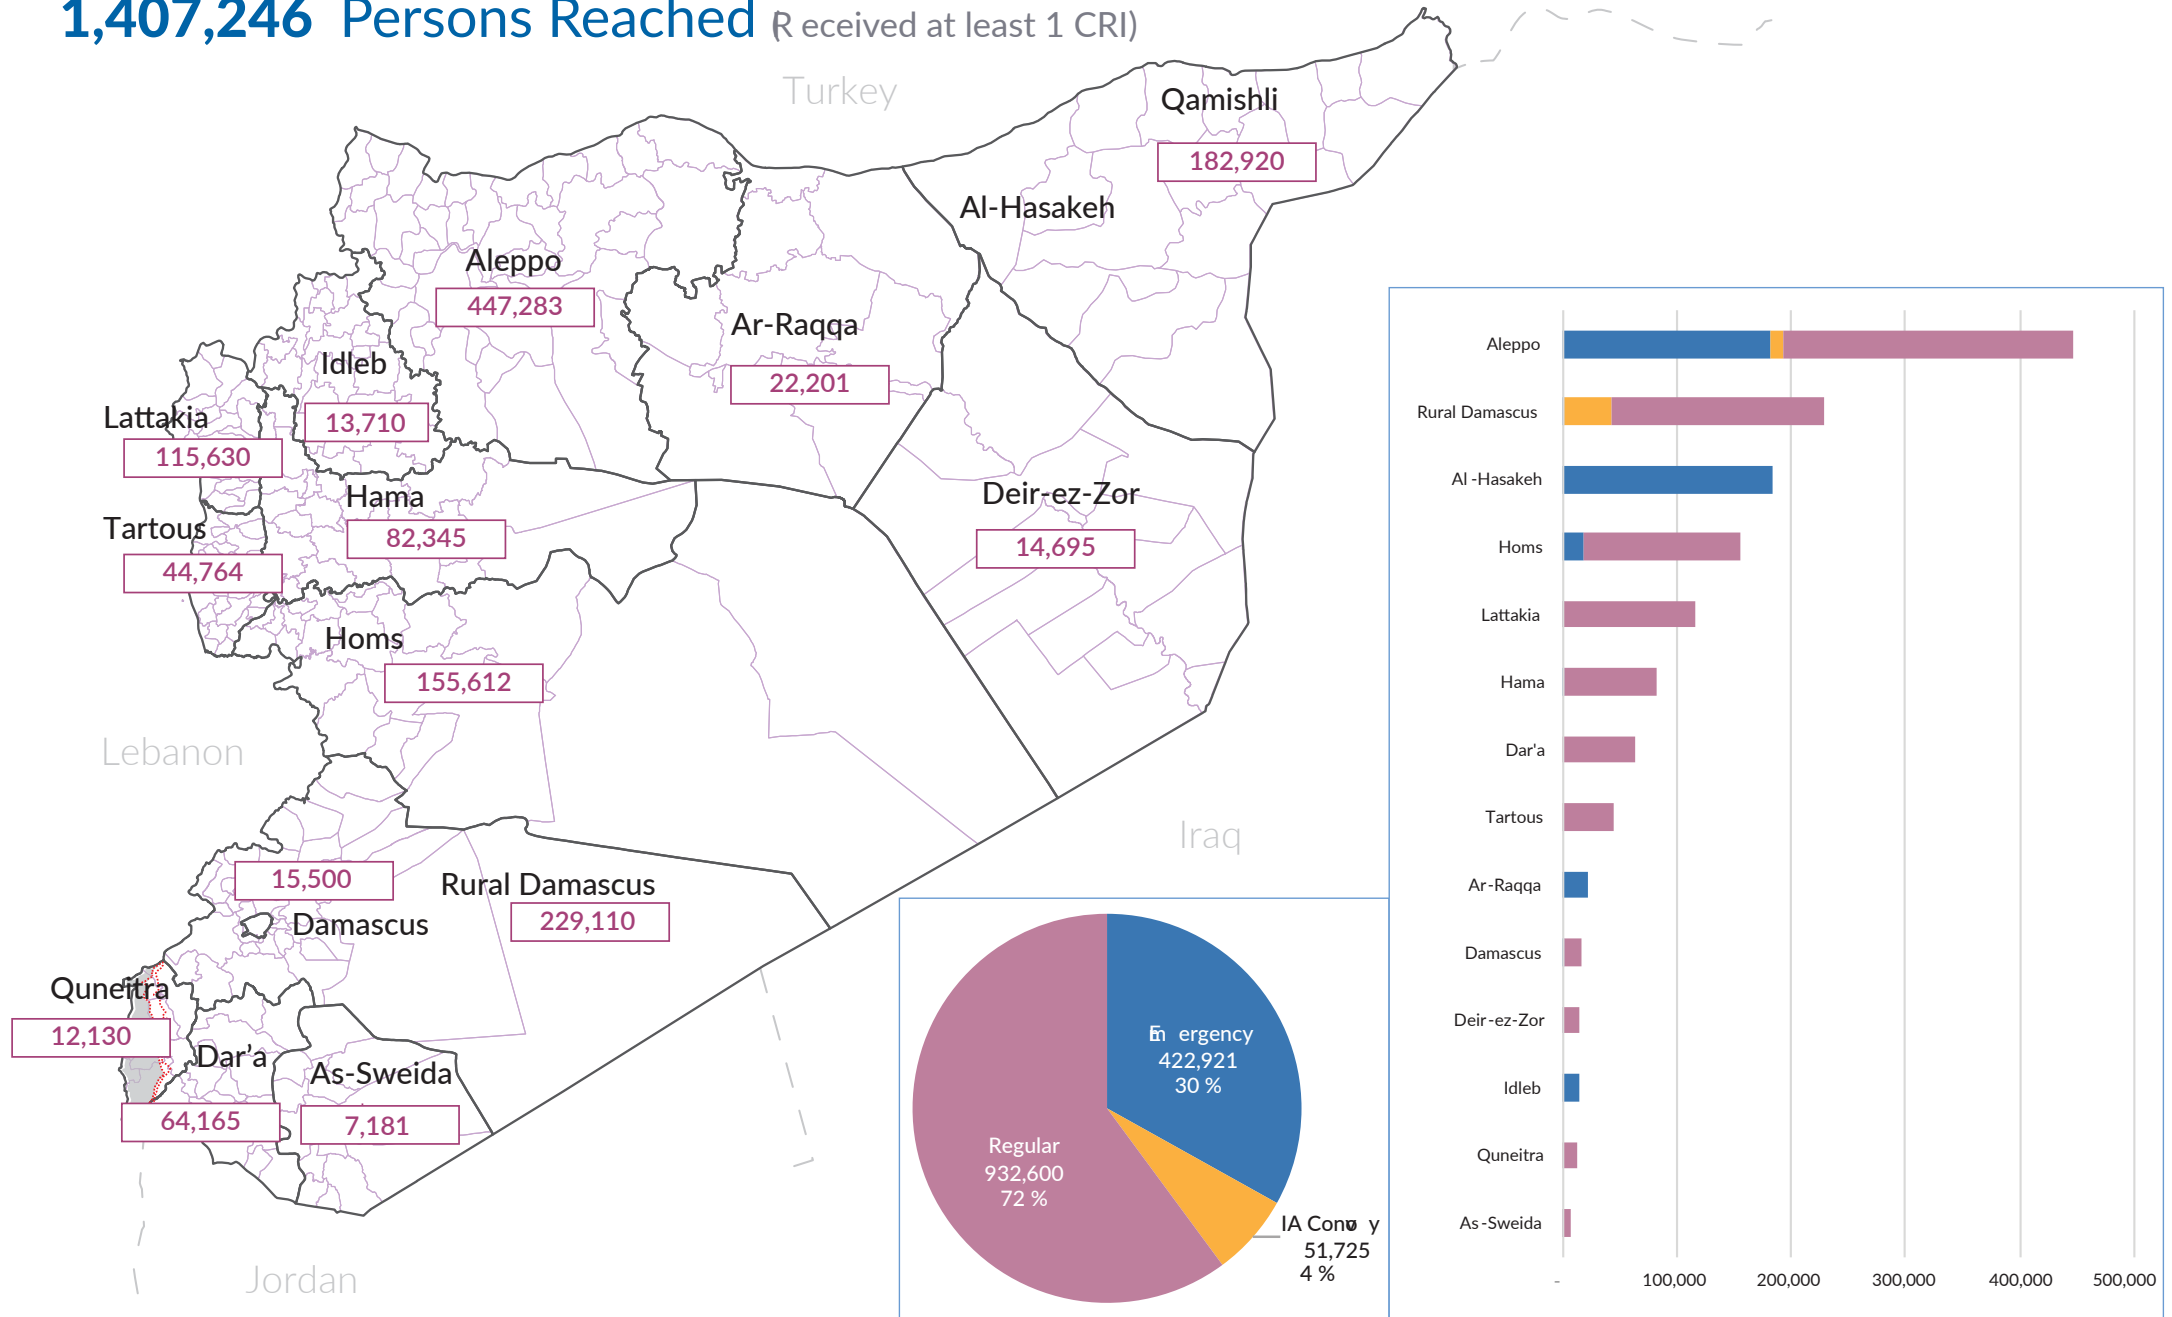 1,407,246 Persons Reached (R eceived at least 1 CRI)
Turkey
Qamishli
182,920
Al-Hasakeh
Aleppo
447,283
Ar-Raqqa
22,201
Idleb
13,710
Lattakia
115,630
Hama
82,345
Deir-ez-Zor
14,695
Tartous
44,764
Homs
155,612
Lebanon
Iraq
15,500
Rural Damascus
229,110
Damascus
Quneitra
12,130
Dar’a
64,165
As-Sweida
7,181
Jordan
Em ergency
422,921
30 %
Regular
932,600
72 %
IA Conv y
51,725
4 %
Aleppo
Rural Damascus
Al -Hasakeh
Homs
Lattakia
Hama
Dar'a
Tartous
Ar-Raqqa
Damascus
Deir-ez-Zor
Idleb
Quneitra
As-Sweida
- 100,000 200,000 300,000 400,000 500,000